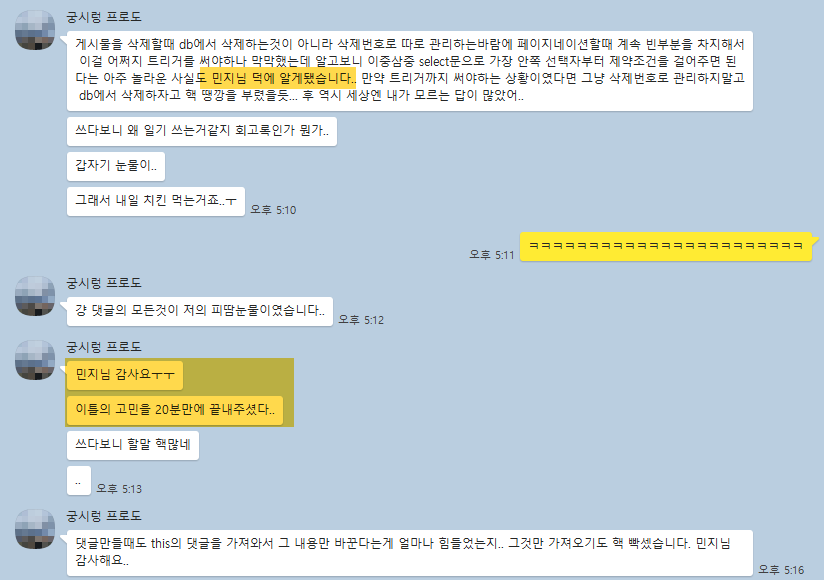 궁시렁 프로도
게시물을 삭제할때 db에서 삭제하는것이 아니라 삭제번호로 따로 관리하는바람에 페이지네이션할때 계속 빈부분을 차지해서
이걸 어쩌지 트리거를 써야하나 막막했는데 알고보니 이중삼중 select문으로 가장 안쪽 선택자부터 제약조건을 걸어주면 된
다는 아주 놀라운 사실도 민지님 덕에 알게됐습니다.. 만약 트리거까지 써야하는 상황이였다면 그냥 삭제번호로 관리하지말고
db에서 삭제하자고 핵 땡깡을 부렸을듯... 후 역시 세상엔 내가 모르는 답이 많았어..
쓰다보니 왜 일기 쓰는거같지 회고록인가 뭔가..
갑자기 눈물이..
그래서 내일 치킨 먹는거죠..ㅜ
오후 5:10
ㅋㅋㅋㅋㅋㅋㅋㅋㅋㅋㅋㅋㅋㅋㅋㅋㅋㅋㅋㅋㅋㅋㅋ
오후 5:11
궁시렁 프로도
걍 댓글의 모든것이 저의 피땀눈물이였습니다..
오후 5:12
궁시렁 프로도
민지님 감사요ㅜㅜ
이틀의 고민을 20분만에 끝내주셨다..
쓰다보니 할말 핵많네
..
오후 5:13
궁시렁 프로도
댓글만들때도 this의 댓글을 가져와서 그 내용만 바꾼다는게 얼마나 힘들었는지.. 그것만 가져오기도 핵 빡셌습니다. 민지님
감사해요..
오후 5:16